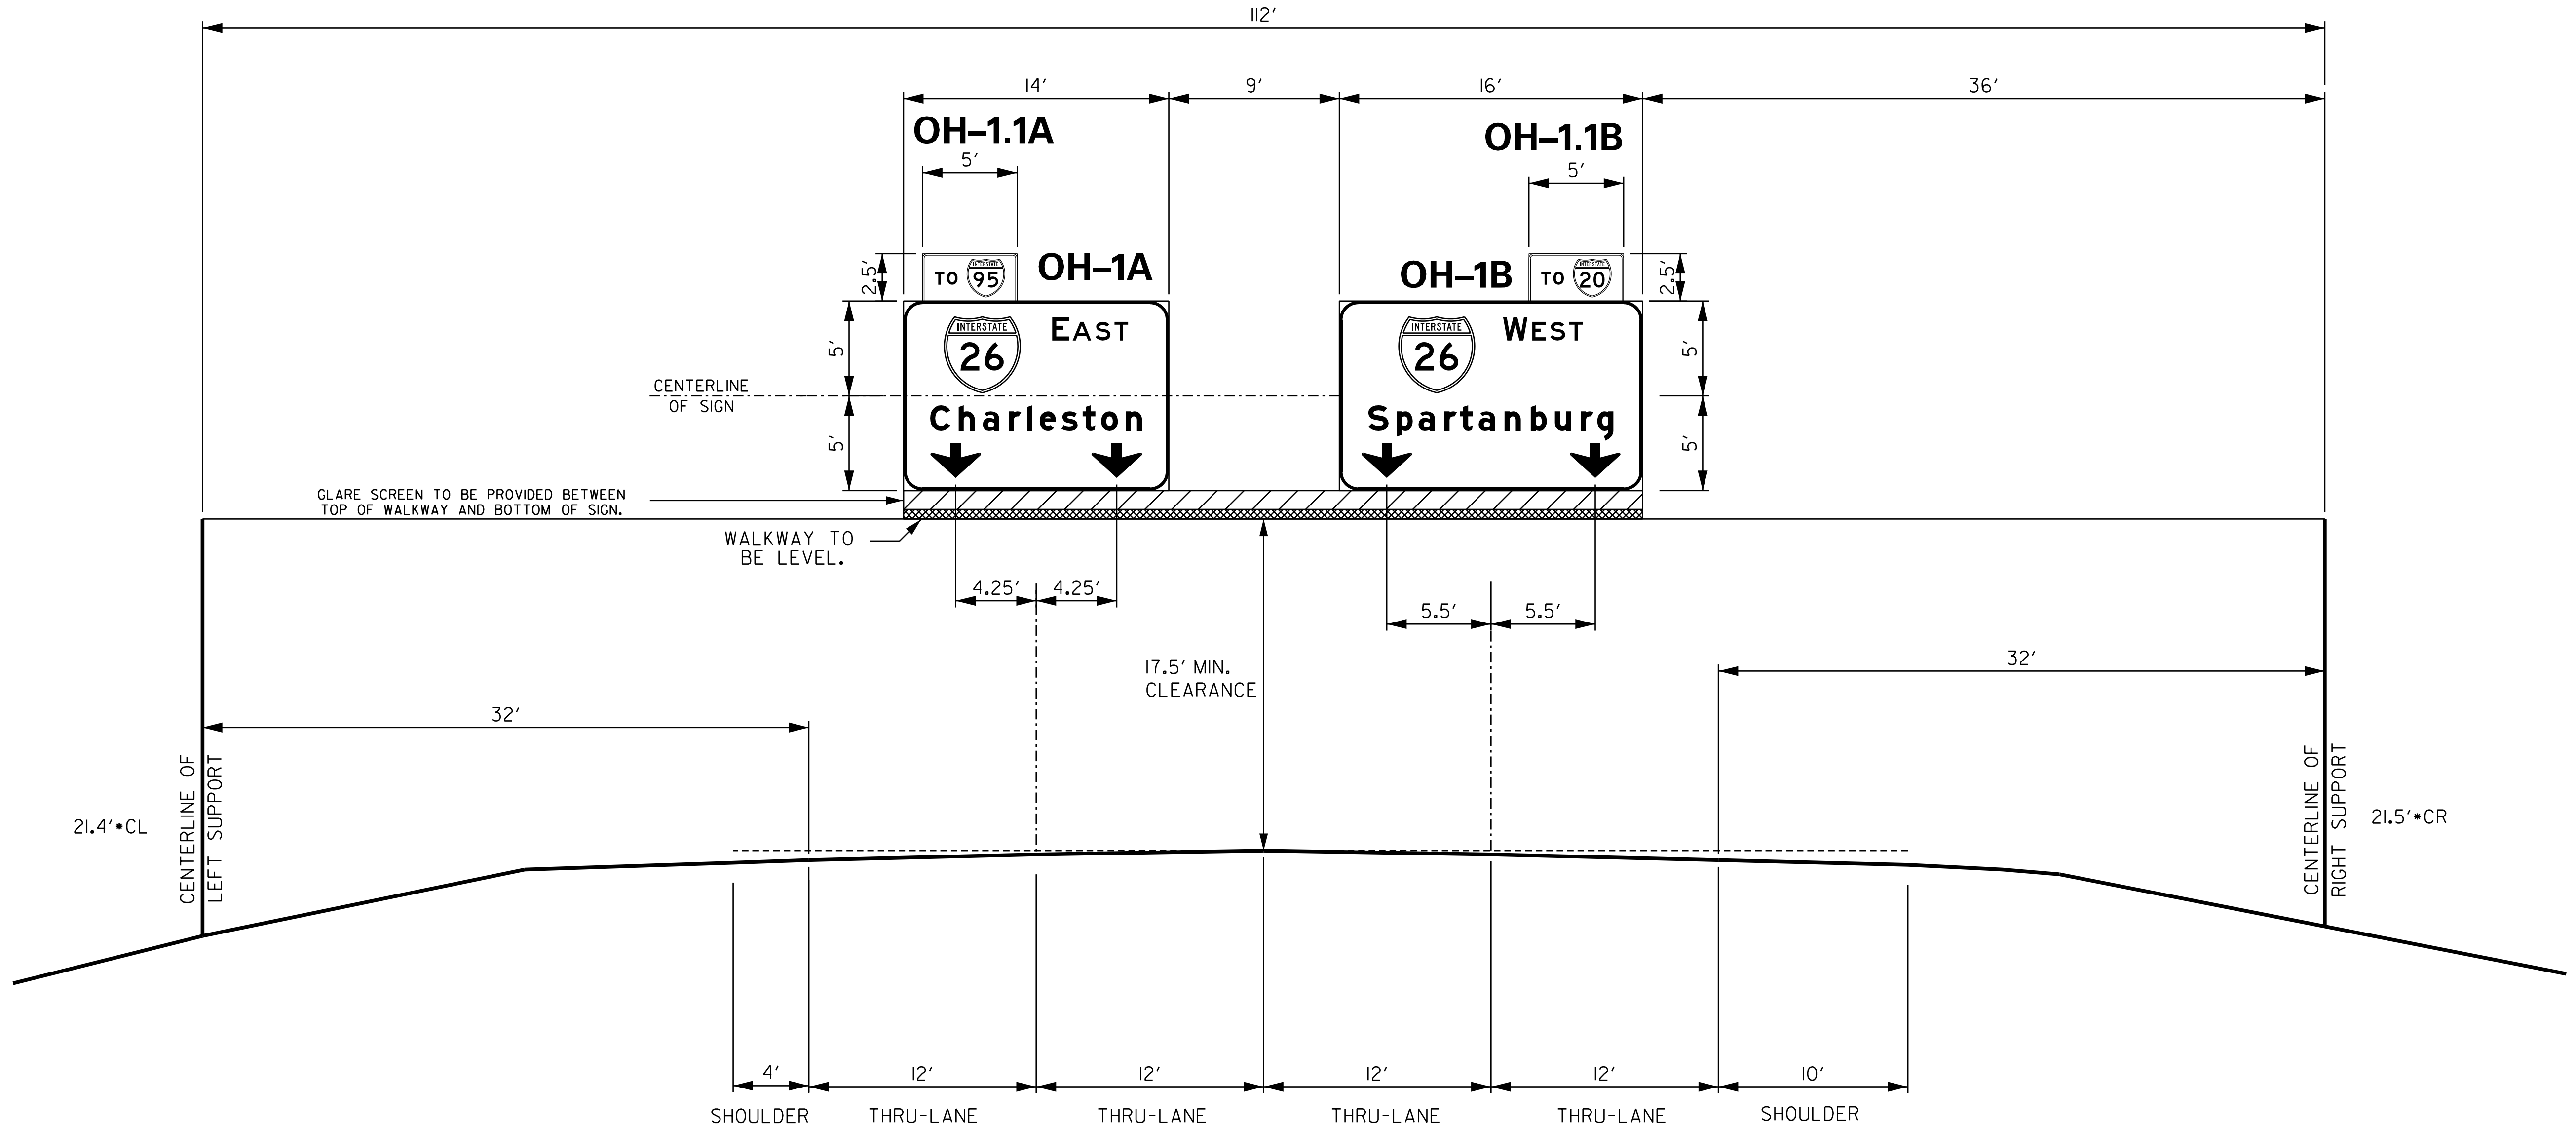 112'
14'
9'
16'
36'
OH–1.1A
5'
OH–1.1B
5'
2.5'
TO INTERSTATE 95
OH–1A
OH–1B
TO INTERSTATE 20
2.5'
5'
INTERSTATE
26
EAST
INTERSTATE
26
WEST
5'
CENTERLINE
OF SIGN
5'
Charleston
Spartanburg
5'
GLARE SCREEN TO BE PROVIDED BETWEEN
TOP OF WALKWAY AND BOTTOM OF SIGN.
WALKWAY TO
BE LEVEL.
4.25'
4.25'
5.5'
5.5'
17.5' MIN.
CLEARANCE
32'
32'
CENTERLINE OF
LEFT SUPPORT
21.4'*CL
CENTERLINE OF
RIGHT SUPPORT
21.5'*CR
4'
12'
12'
12'
12'
10'
SHOULDER
THRU-LANE
THRU-LANE
THRU-LANE
THRU-LANE
SHOULDER